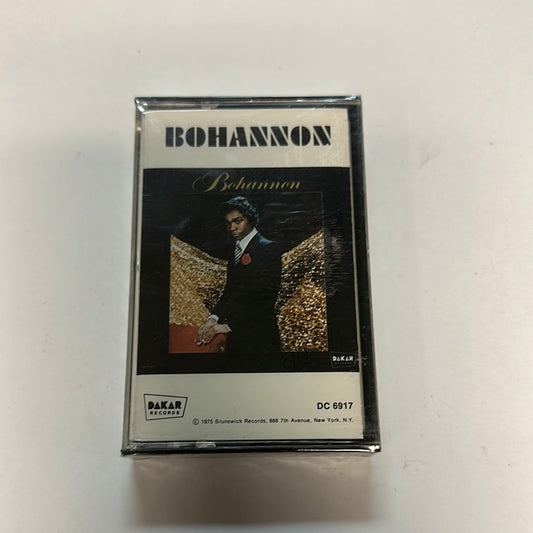 BOHANNON
Bohannon
DAKAR
DAKAR
RECORDS
DC 6917
© 1975 Brunswick Records, 888 7th Avenue, New York, N.Y.